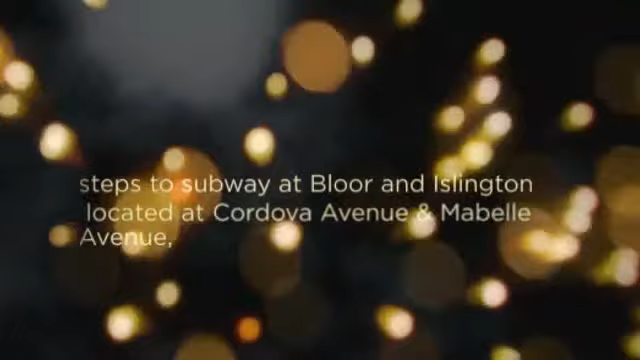 steps to subway at Bloor and Islington
located at Cordova Avenue & Mabelle
Avenue,